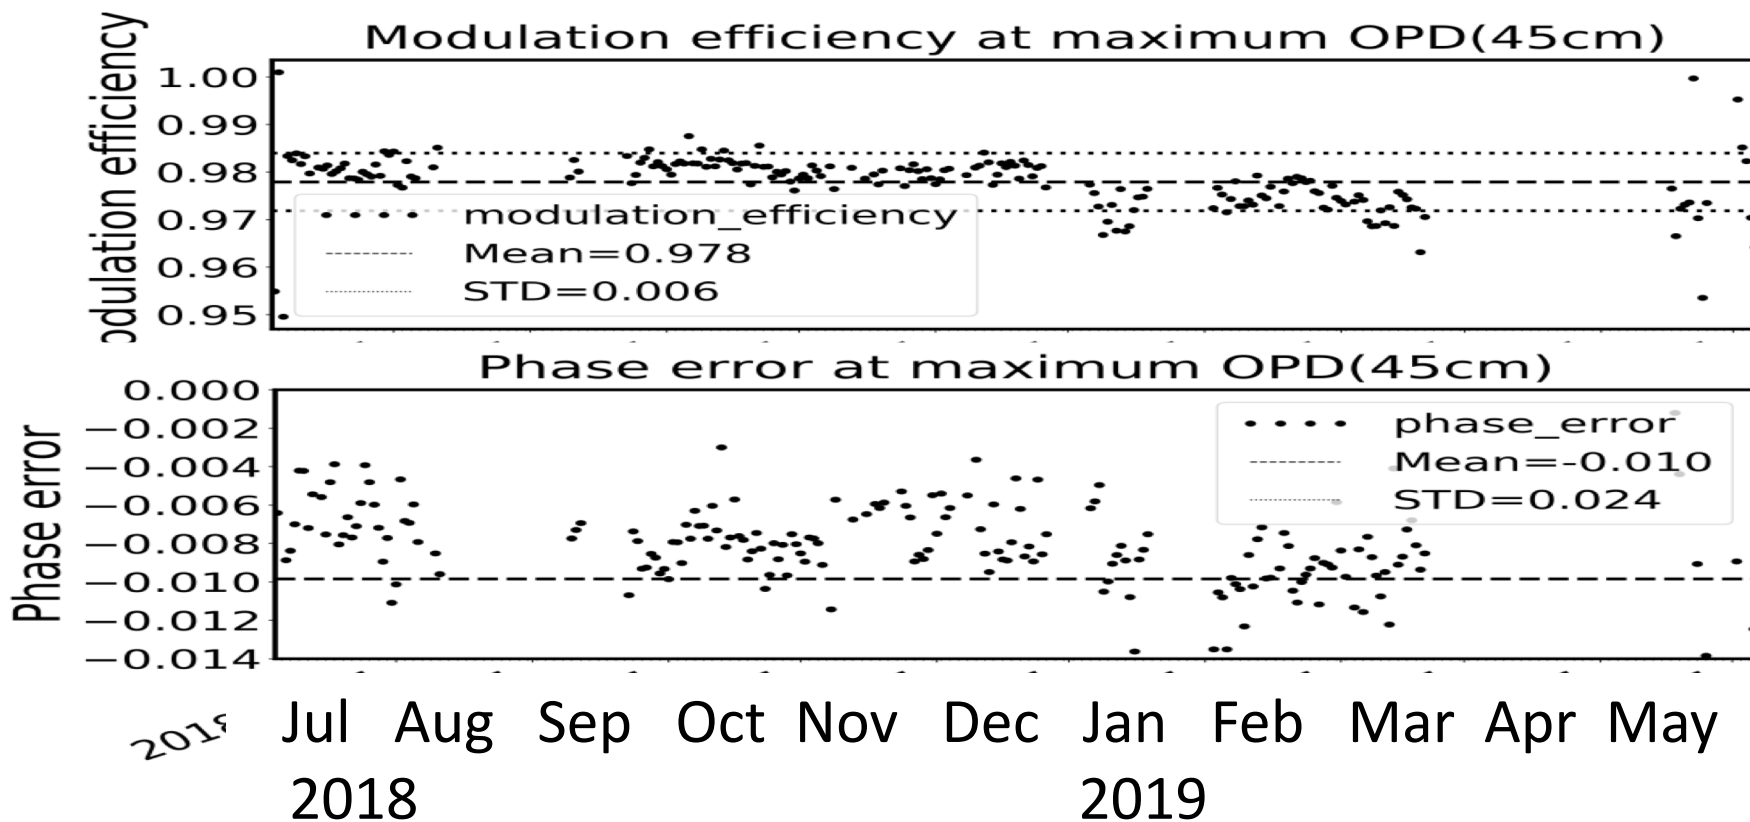 Modulation efficiency at maximum OPD(45cm)
odulation efficiency
1.00
0.99
0.98
0.97
0.96
0.95
modulation_efficiency
Mean=0.978
STD=0.006
Phase error at maximum OPD(45cm)
Phase error
0.000
−0.002
−0.004
−0.006
−0.008
−0.010
−0.012
−0.014
phase_error
Mean=-0.010
STD=0.024
Jul Aug Sep Oct Nov Dec Jan Feb Mar Apr May
2018 2019